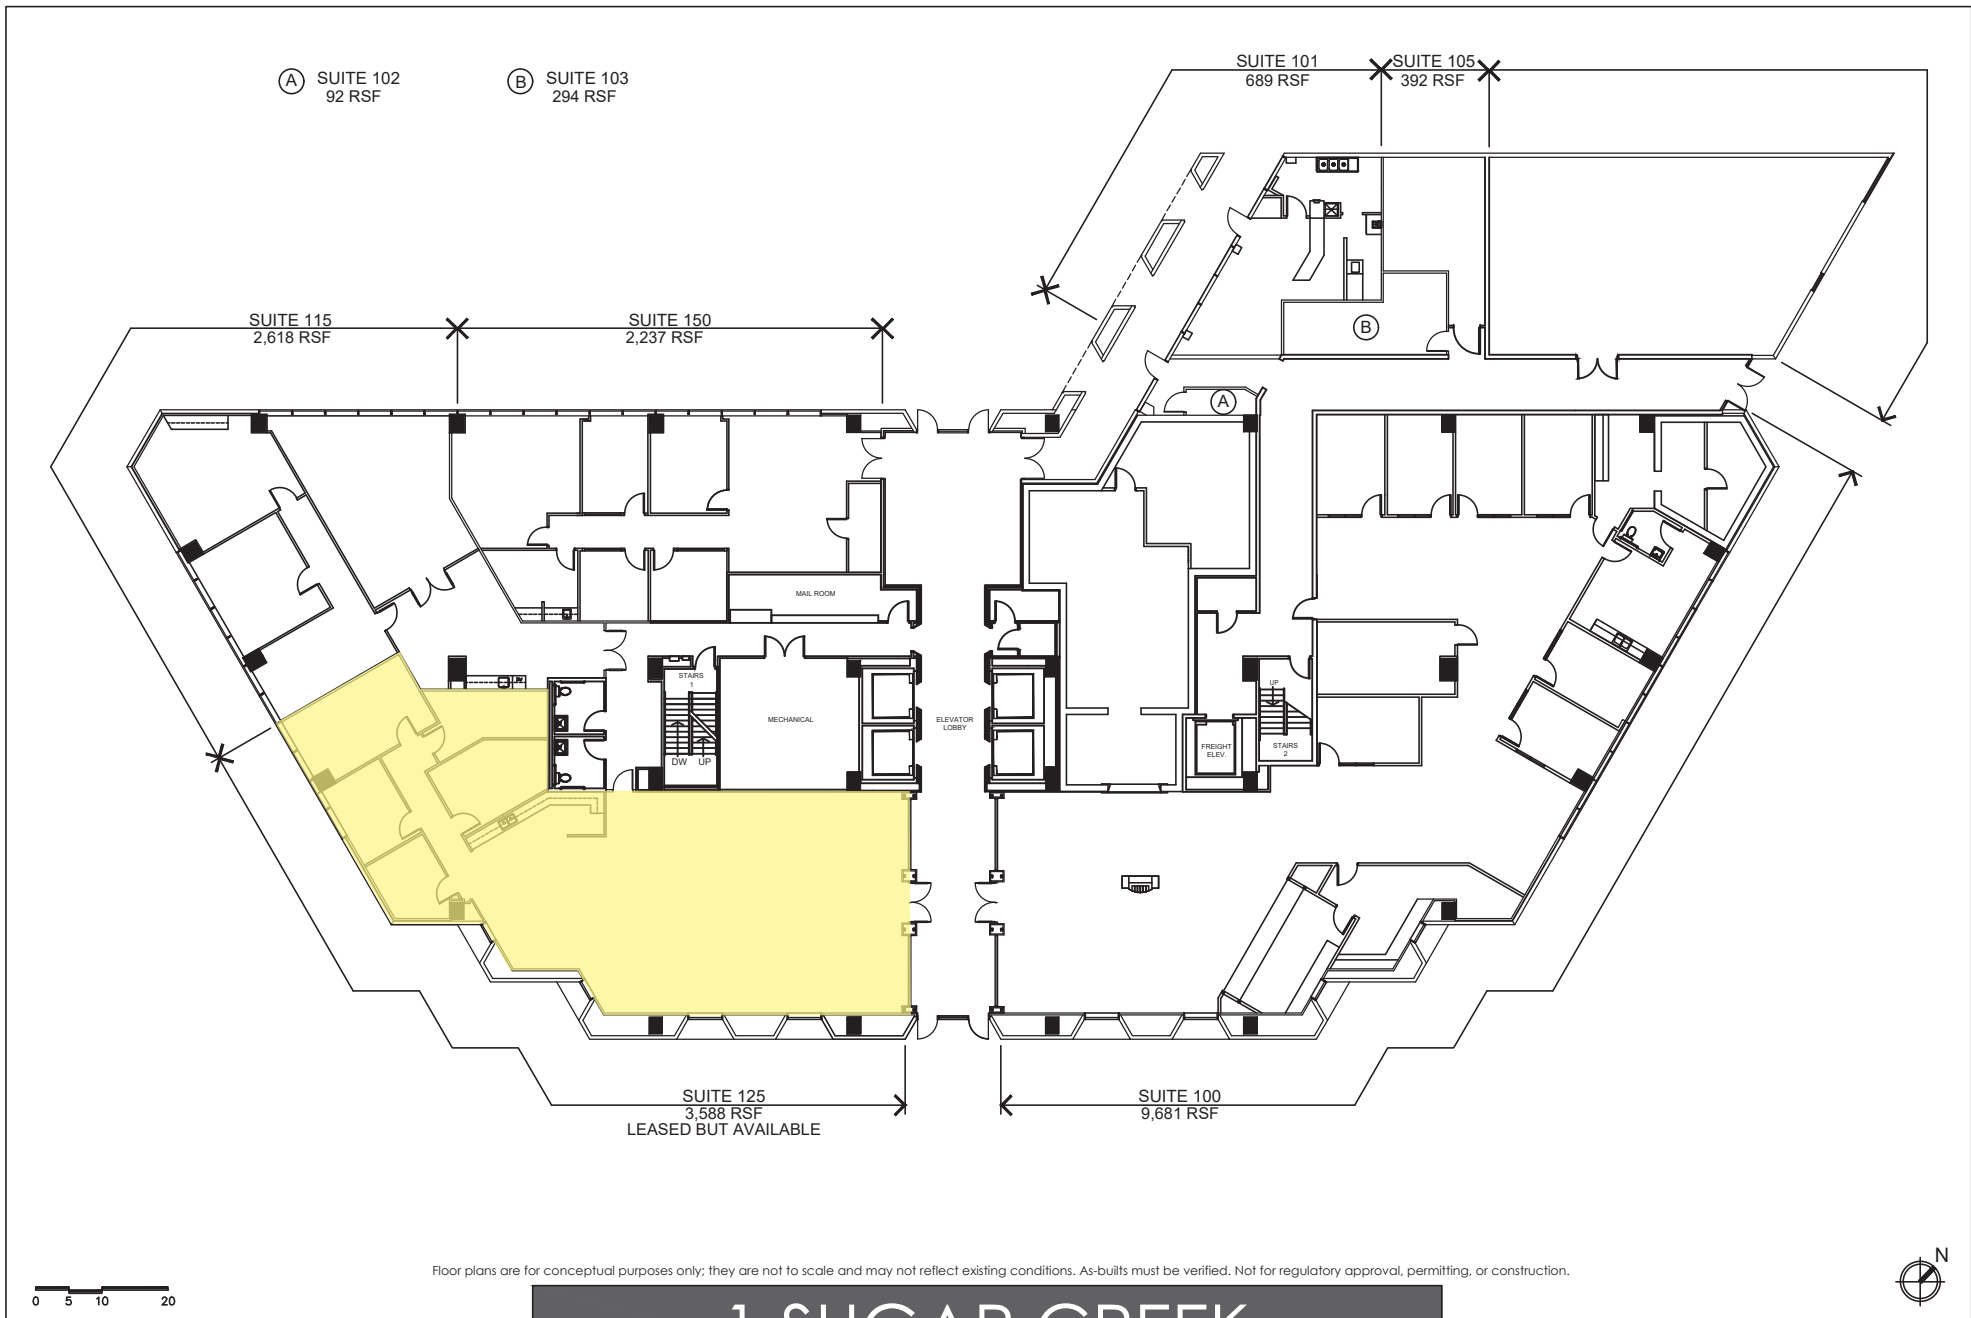 A SUITE 102
92 RSF
B SUITE 103
294 RSF
SUITE 101
689 RSF
SUITE 105
392 RSF
SUITE 115
2,618 RSF
SUITE 150
2,237 RSF
B
A
MAIL ROOM
STAIRS
1
MECHANICAL
ELEVATOR
LOBBY
DW UP
UP
FREIGHT
ELEV.
STAIRS
2
SUITE 125
3,588 RSF
LEASED BUT AVAILABLE
SUITE 100
9,681 RSF
N
Floor plans are for conceptual purposes only; they are not to scale and may not reflect existing conditions. As-builts must be verified. Not for regulatory approval, permitting, or construction.
0 5 10 20
1 SUGAR CREEK